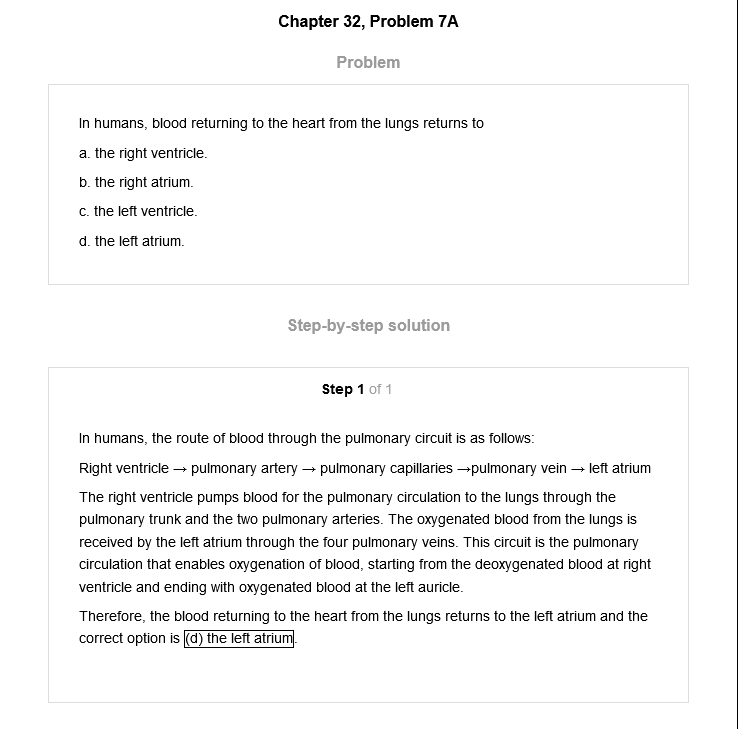 Chapter 32, Problem 7A
Problem
In humans, blood returning to the heart from the lungs returns to
a. the right ventricle.
b. the right atrium.
c. the left ventricle.
d. the left atrium.
Step-by-step solution
Step 1 of 1
In humans, the route of blood through the pulmonary circuit is as follows:
Right ventricle → pulmonary artery → pulmonary capillaries →pulmonary vein → left atrium
The right ventricle pumps blood for the pulmonary circulation to the lungs through the
pulmonary trunk and the two pulmonary arteries. The oxygenated blood from the lungs is
received by the left atrium through the four pulmonary veins. This circuit is the pulmonary
circulation that enables oxygenation of blood, starting from the deoxygenated blood at right
ventricle and ending with oxygenated blood at the left auricle.
Therefore, the blood returning to the heart from the lungs returns to the left atrium and the
correct option is (d) the left atrium.